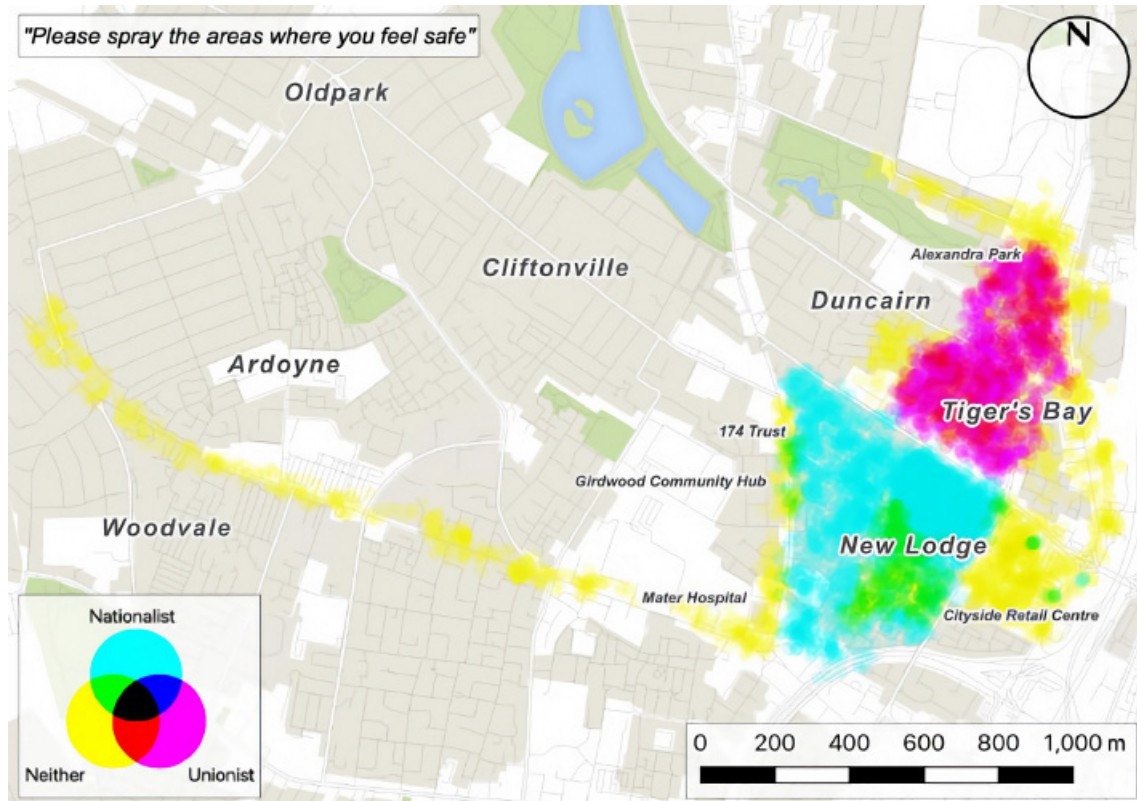 "Please spray the areas where you feel safe"
N
Oldpark
Alexandra Park
Cliftonville
Duncairn
Ardoyne
Tiger's Bay
174 Trust
Girdwood Community Hub
Woodvale
New Lodge
Mater Hospital
Cityside Retail Centre
Nationalist
Neither
Unionist
0 200 400 600 800 1,000 m